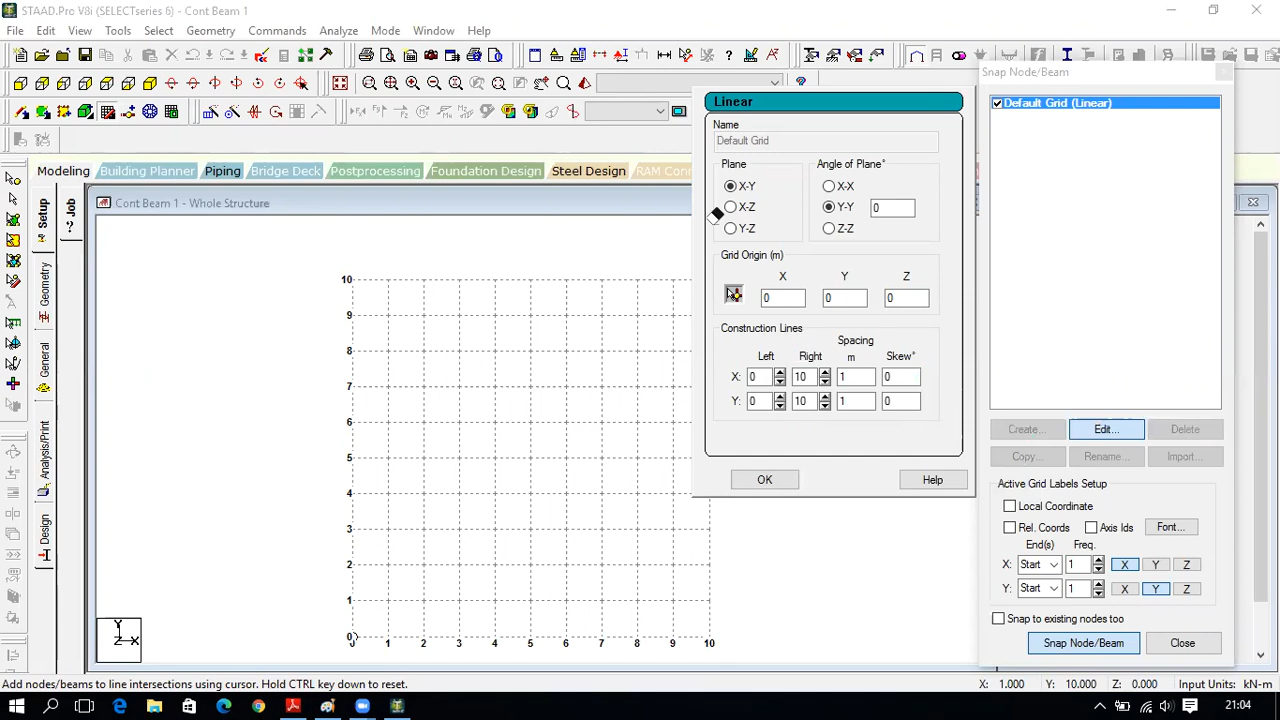 STAAD.Pro V8i (SELECTseries 6) - Cont Beam 1
File Edit View Tools Select Geometry Commands Analyze Mode Window Help
Snap Node/Beam
Default Grid (Linear)
Linear
Name
Default Grid
Plane
Angle of Plane°
X-Y
X-X
X-Z
Y-Y
0
Y-Z
Z-Z
Grid Origin (m)
X Y Z
0 0 0
Construction Lines
Spacing
Left Right m Skew°
X: 0 10 1 0
Y: 0 10 1 0
OK
Help
Modeling Building Planner Piping Bridge Deck Postprocessing Foundation Design Steel Design RAM Conn
Cont Beam 1 - Whole Structure
Setup
Job
Geometry
General
Analysis/Print
Design
10
9
8
7
6
5
4
3
2
1
0
0 1 2 3 4 5 6 7 8 9 10
Y
Z X
Create... Edit... Delete
Copy... Rename... Import...
Active Grid Labels Setup
Local Coordinate
Rel. Coords Axis Ids Font...
End(s) Freq.
X: Start 1 X Y Z
Y: Start 1 X Y Z
Snap to existing nodes too
Snap Node/Beam Close
Add nodes/beams to line intersections using cursor. Hold CTRL key down to reset.
X: 1.000 Y: 10.000 Z: 0.000 Input Units: kN-m
21:04